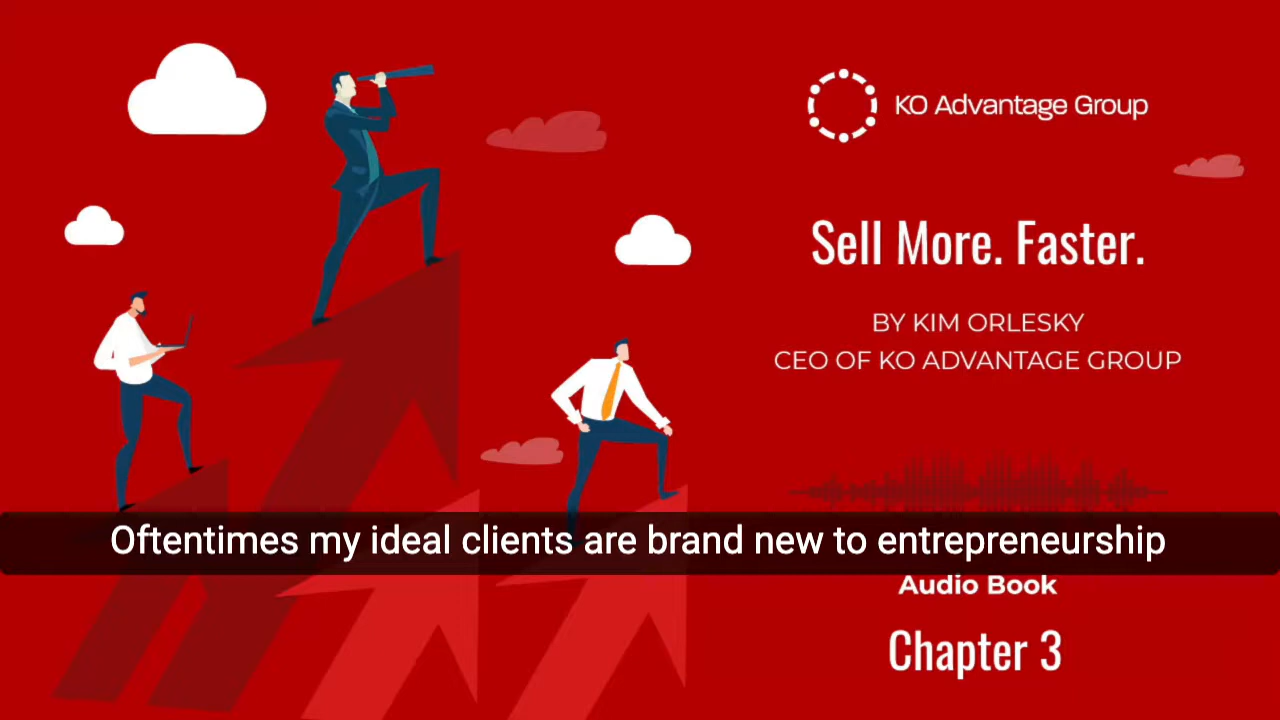 KO Advantage Group
Sell More. Faster.
BY KIM ORLESKY
CEO OF KO ADVANTAGE GROUP
Oftentimes my ideal clients are brand new to entrepreneurship
Audio Book
Chapter 3